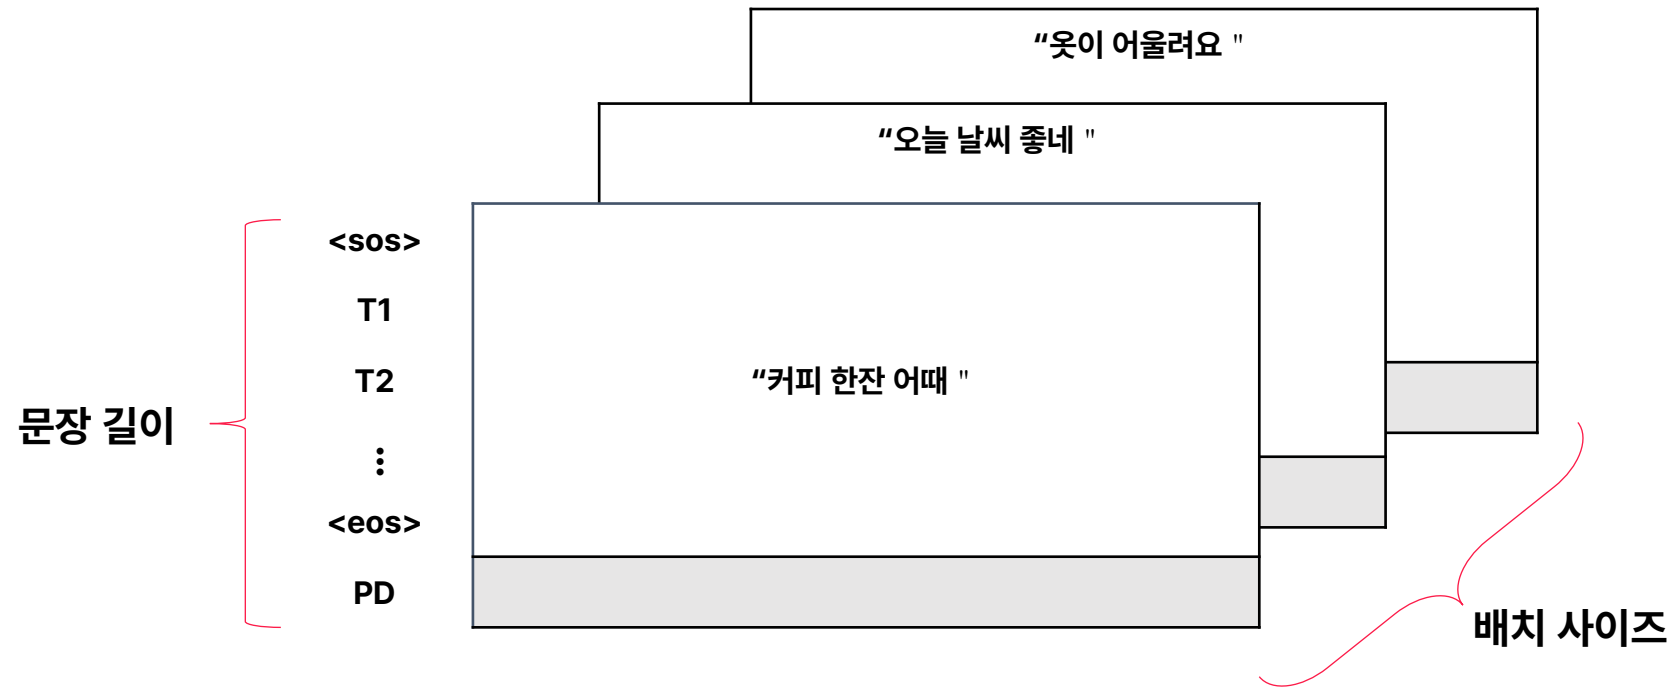 “옷이 어울려요 "
“오늘 날씨 좋네 "
<sos>
T1
T2
“커피 한잔 어때 "
문장 길이
⋮
<eos>
PD
배치 사이즈